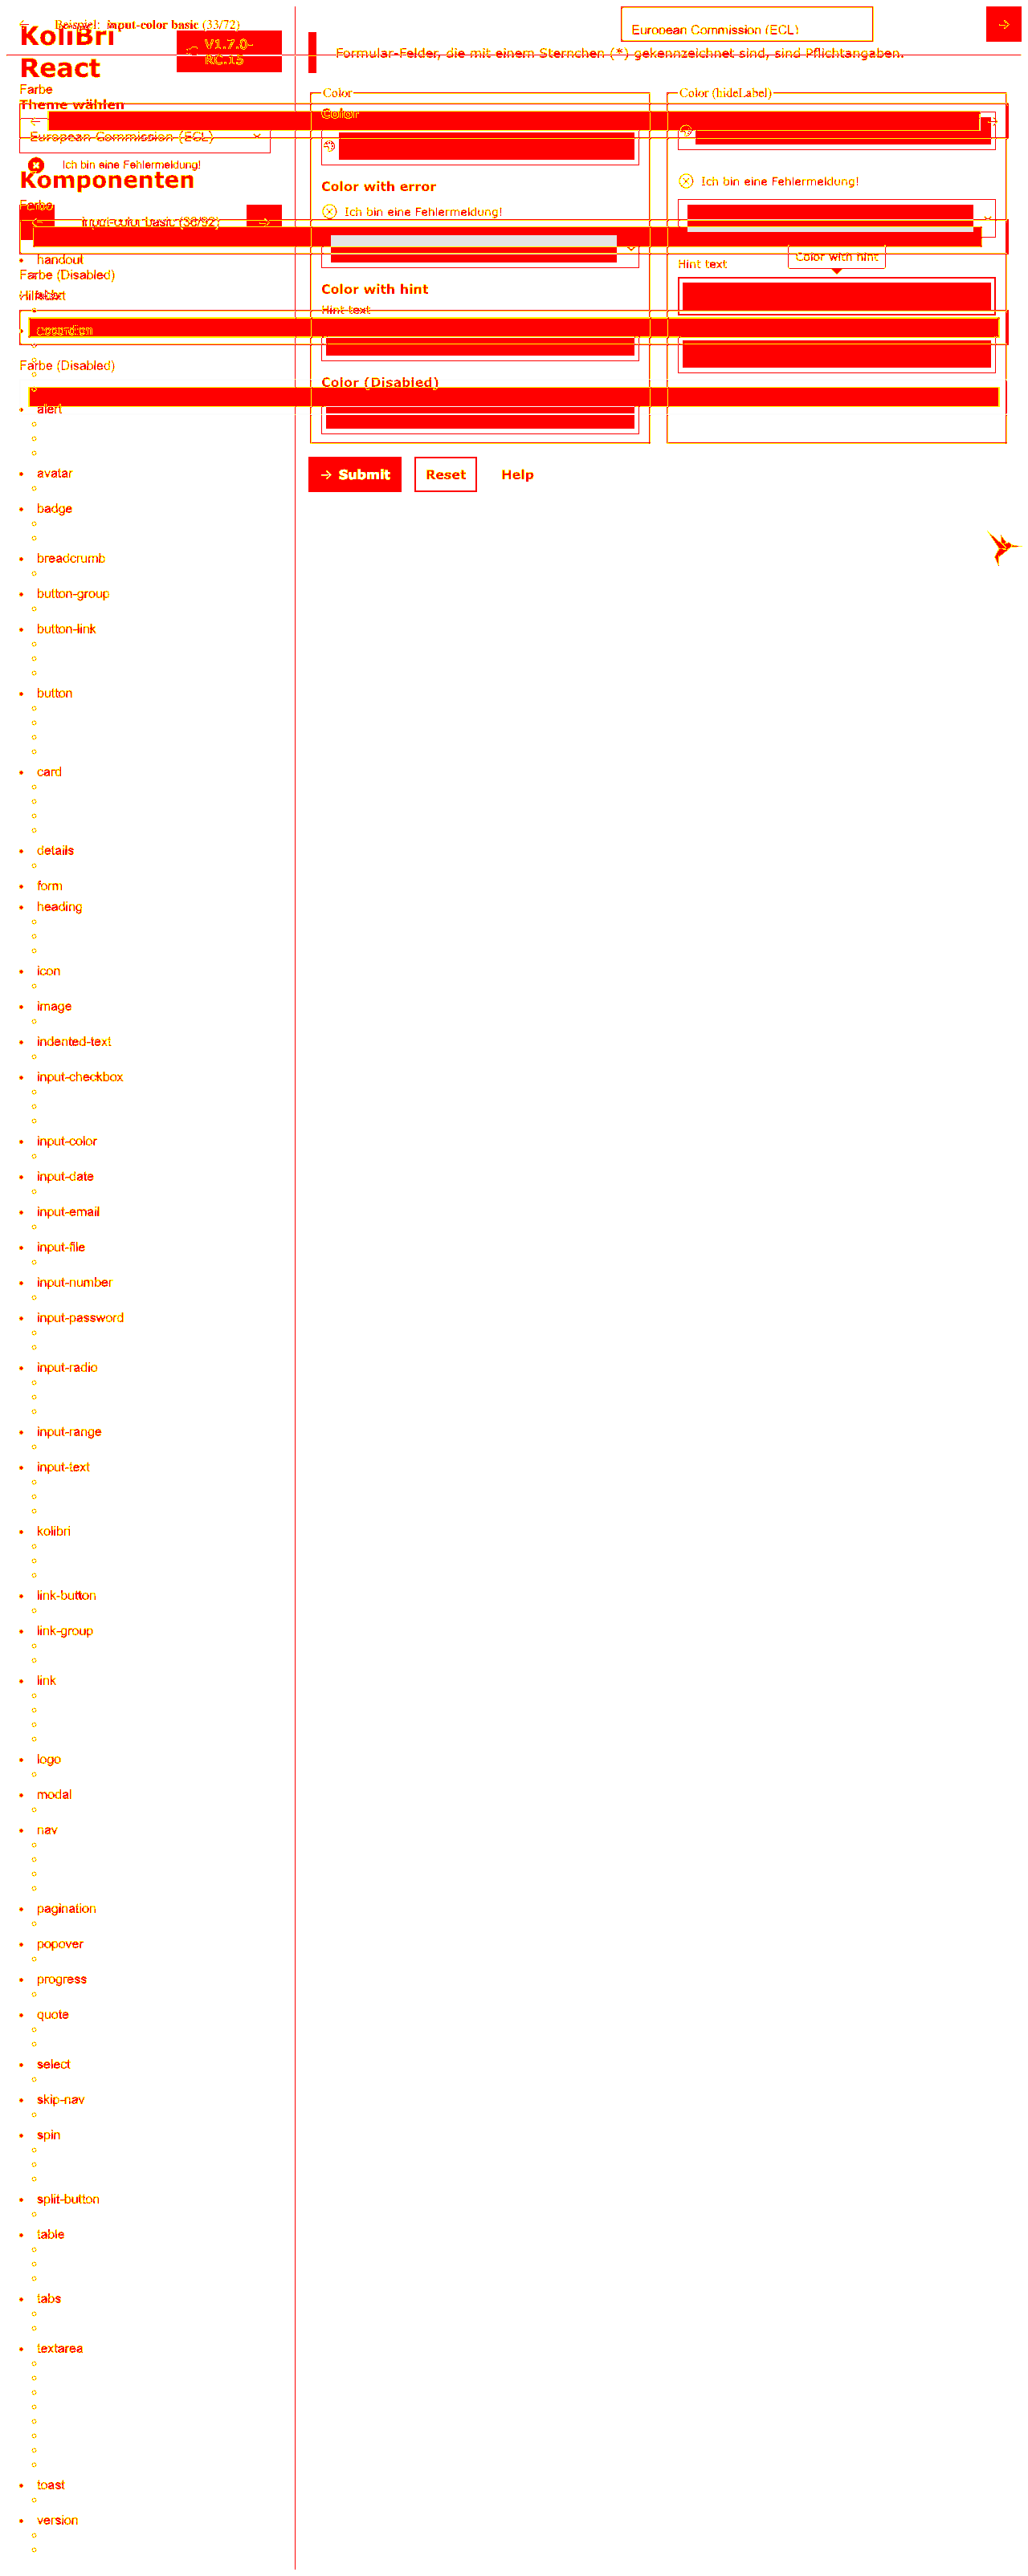 Beispiel: input-color basic (33/72)
European Commission (ECL)
KoliBri
React
V1.7.0-
RC.15
Formular-Felder, die mit einem Sternchen (*) gekennzeichnet sind, sind Pflichtangaben.
Farbe
Theme wählen
European Commission (ECL)
Ich bin eine Fehlermeldung!
Komponenten
Farbe
input-color basic (38/92)
handout
Farbe (Disabled)
Hilfetext
Farbe (Disabled)
alert
avatar
badge
breadcrumb
button-group
button-link
button
card
details
form
heading
icon
image
indented-text
input-checkbox
input-color
input-date
input-email
input-file
input-number
input-password
input-radio
input-range
input-text
kolibri
link-button
link-group
link
logo
modal
nav
pagination
popover
progress
quote
select
skip-nav
spin
split-button
table
tabs
textarea
toast
version
Color
Color
Color with error
Ich bin eine Fehlermeldung!
Color with hint
Hint text
Color (Disabled)
Color (hideLabel)
Ich bin eine Fehlermeldung!
Color with hint
Hint text
Submit
Reset
Help